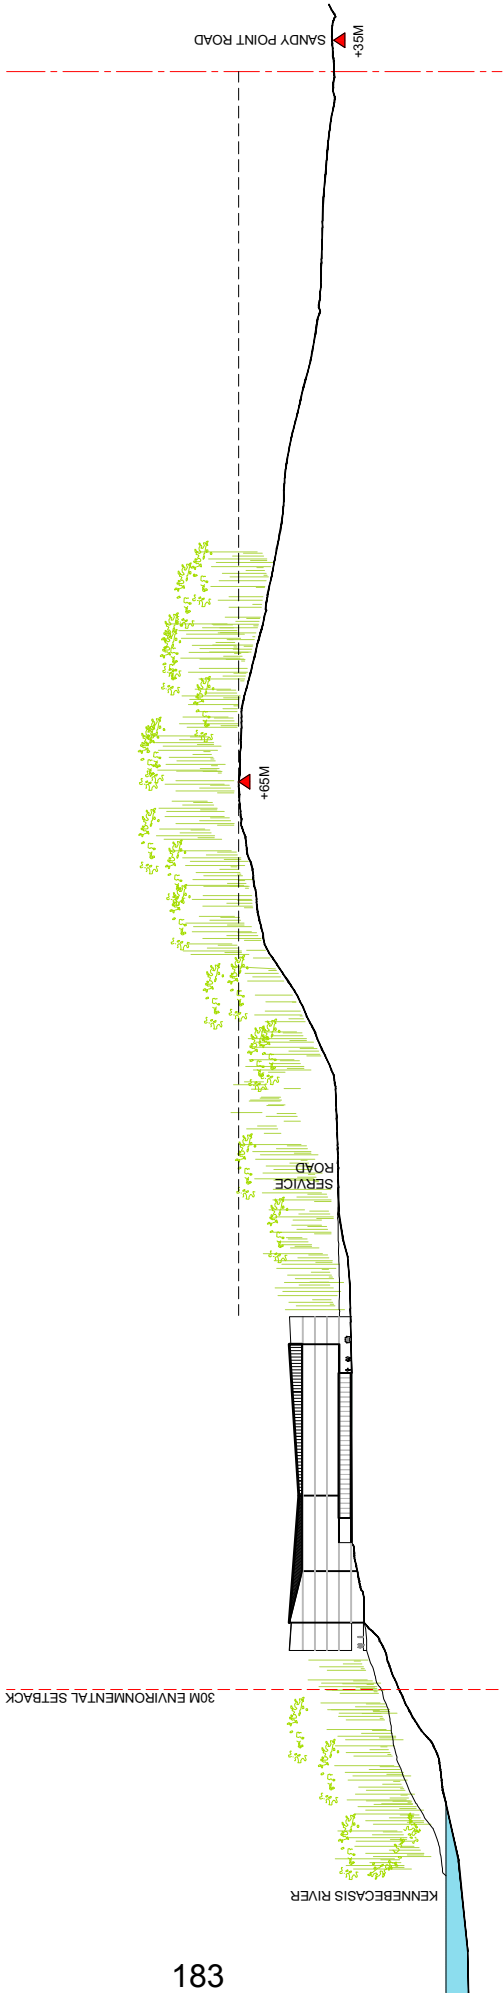 SANDY POINT ROAD
+35M
+65M
SERVICE
ROAD
30M ENVIRONMENTAL SETBACK
KENNEBECASIS RIVER
183